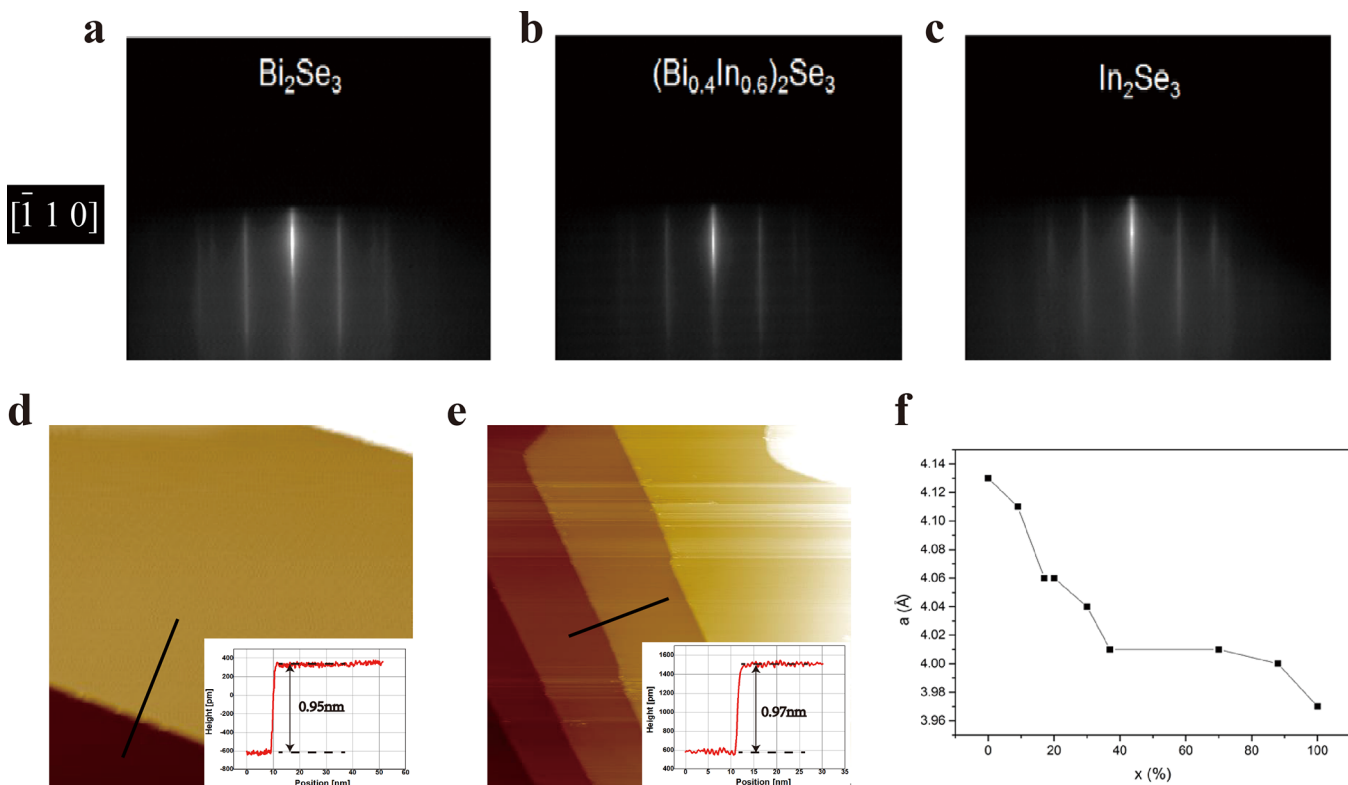 a
b
c
Bi₂Se₃
(Bi₀.₄In₀.₆)₂Se₃
In₂Se₃
[1̄ 1 0]
d
e
f
400
200
0
-200
-400
-600
-800
Height [pm]
0.95nm
0
10
20
30
40
50
60
Position [nm]
1600
1400
1200
1000
800
600
400
Height [pm]
0.97nm
0
5
10
15
20
25
30
35
Position [nm]
4.14
4.12
4.10
4.08
4.06
4.04
4.02
4.00
3.98
3.96
a (Å)
0
20
40
60
80
100
x (%)